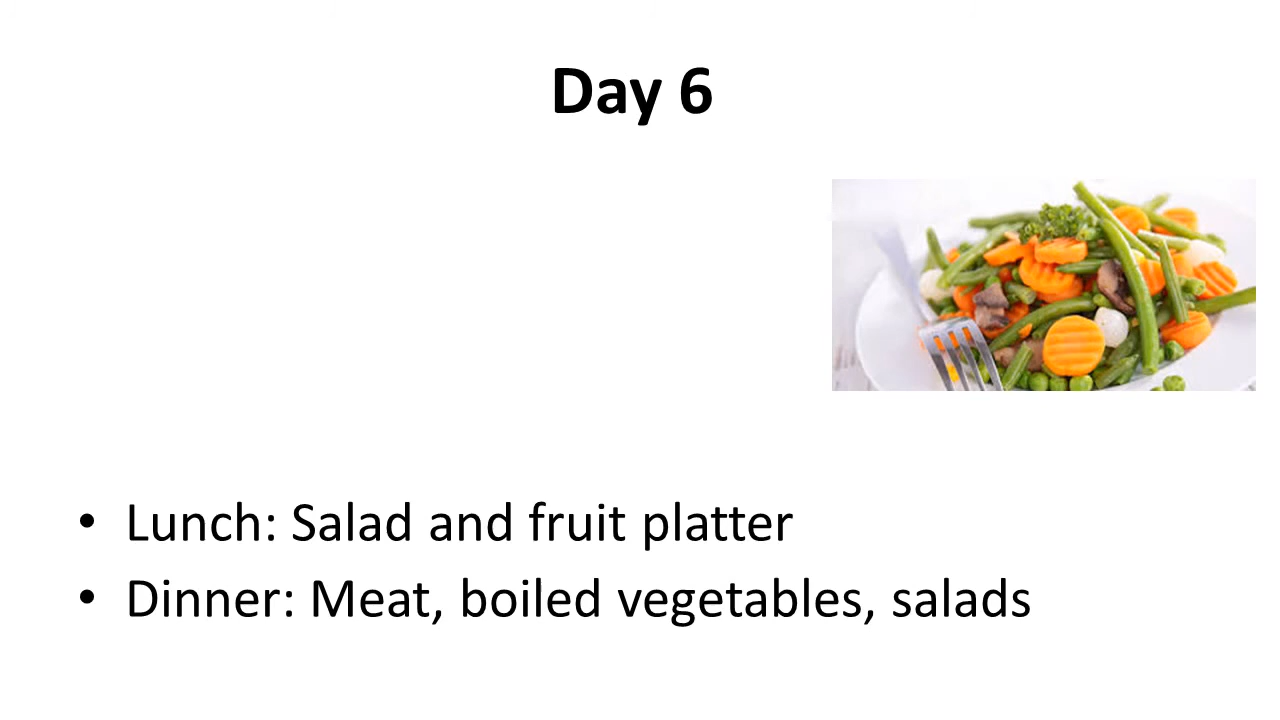 Day 6
• Lunch: Salad and fruit platter
• Dinner: Meat, boiled vegetables, salads